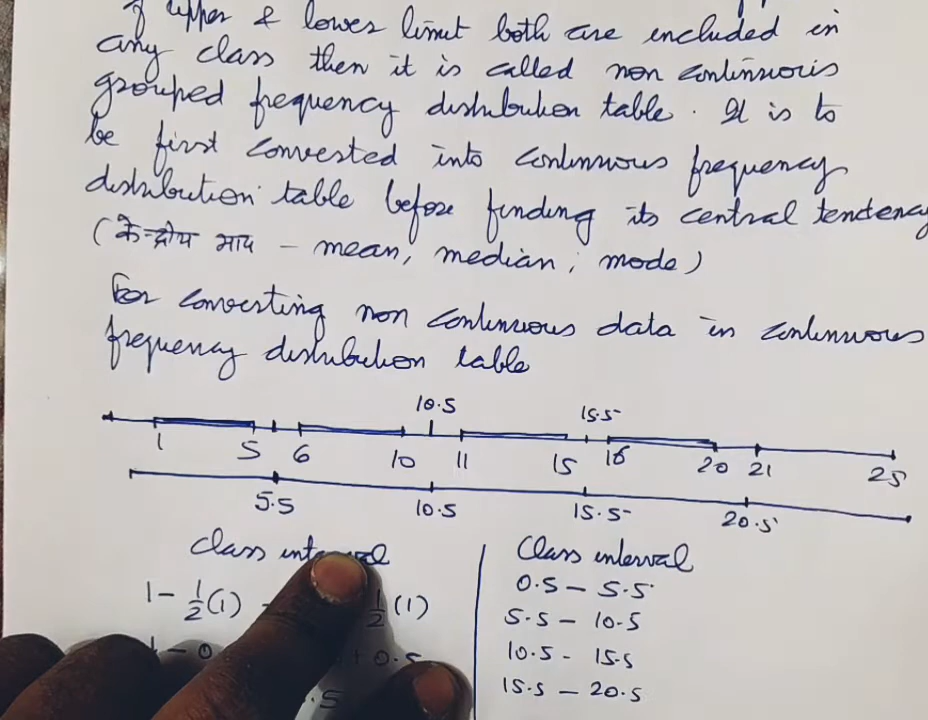 If upper & lower limit both are included in
any class then it is called non continuous
grouped frequency distribution table. It is to
be first converted into continuous frequency
distribution table before finding its central tendency
(केन्द्रीय माप - mean, median, mode)
For converting non continuous data in continuous
frequency distribution table
10.5 15.5
1 5 6 10 11 15 16 20 21 25
5.5 10.5 15.5 20.5
Class interval
1 - 1/2(1) - 1/2(1)
- 0 + 0.5
.5
Class interval
0.5 - 5.5
5.5 - 10.5
10.5 - 15.5
15.5 - 20.5